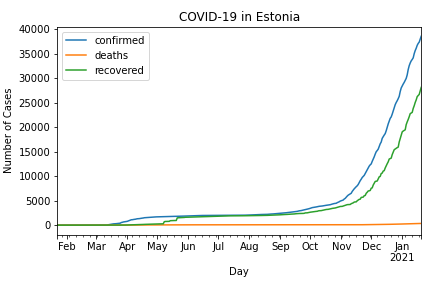 COVID-19 in Estonia
confirmed
deaths
recovered
Number of Cases
40000
35000
30000
25000
20000
15000
10000
5000
0
Feb Mar Apr May Jun Jul Aug Sep Oct Nov Dec Jan
2021
Day